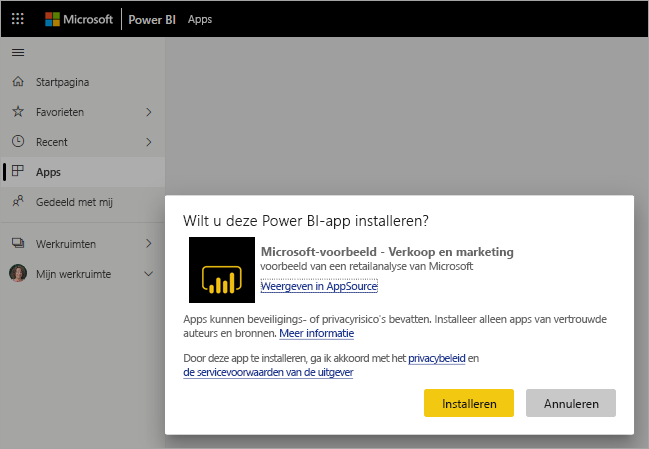 Microsoft Power BI Apps
Startpagina
Favorieten
Recent
Apps
Gedeeld met mij
Werkruimten
Mijn werkruimte
Wilt u deze Power BI-app installeren?
Microsoft-voorbeeld - Verkoop en marketing
voorbeeld van een retailanalyse van Microsoft
Weergeven in AppSource
Apps kunnen beveiligings- of privacyrisico's bevatten. Installeer alleen apps van vertrouwde
auteurs en bronnen. Meer informatie
Door deze app te installeren, ga ik akkoord met het privacybeleid en
de servicevoorwaarden van de uitgever
Installeren Annuleren